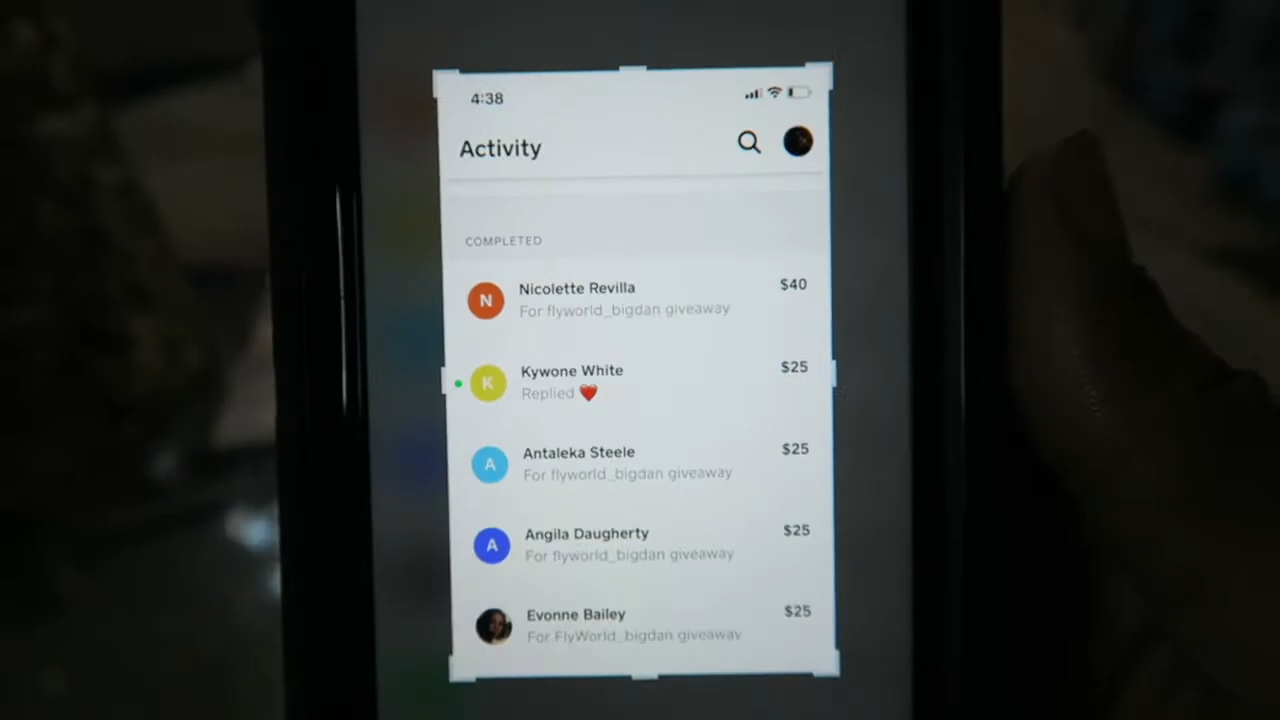 4:38
Activity
COMPLETED
N
Nicolette Revilla
$40
For flyworld_bigdan giveaway
K
Kywone White
$25
Replied ❤️
A
Antaleka Steele
$25
For flyworld_bigdan giveaway
A
Angila Daugherty
$25
For flyworld_bigdan giveaway
Evonne Bailey
$25
For FlyWorld_bigdan giveaway